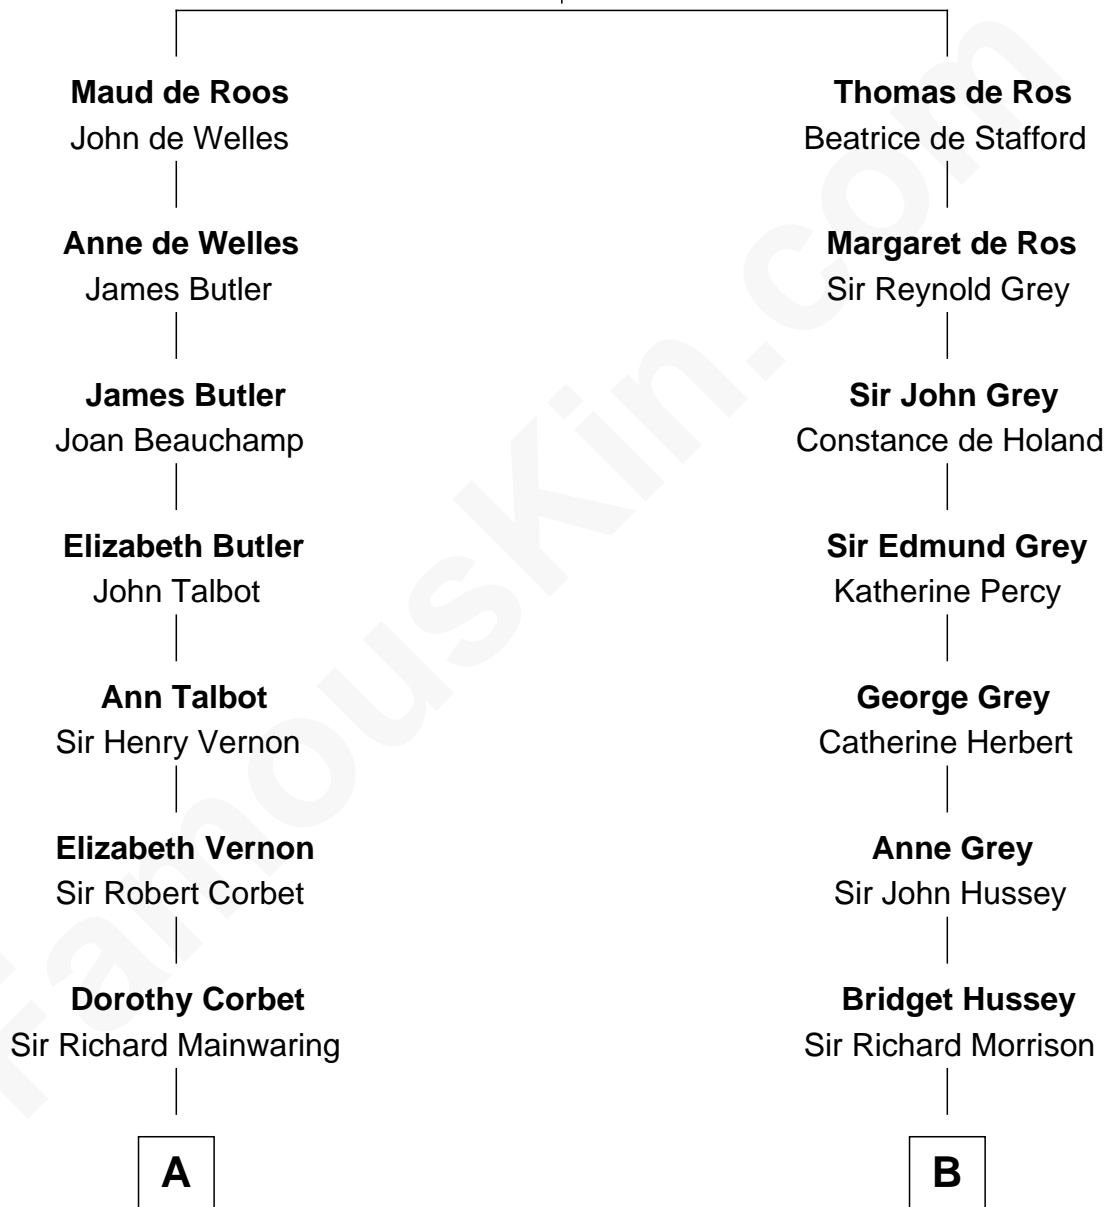 Maud de Roos
John de Welles
Thomas de Ros
Beatrice de Stafford
Anne de Welles
James Butler
Margaret de Ros
Sir Reynold Grey
James Butler
Joan Beauchamp
Sir John Grey
Constance de Holand
Elizabeth Butler
John Talbot
Sir Edmund Grey
Katherine Percy
Ann Talbot
Sir Henry Vernon
George Grey
Catherine Herbert
Elizabeth Vernon
Sir Robert Corbet
Anne Grey
Sir John Hussey
Dorothy Corbet
Sir Richard Mainwaring
Bridget Hussey
Sir Richard Morrison
A
B
FamousKin.com